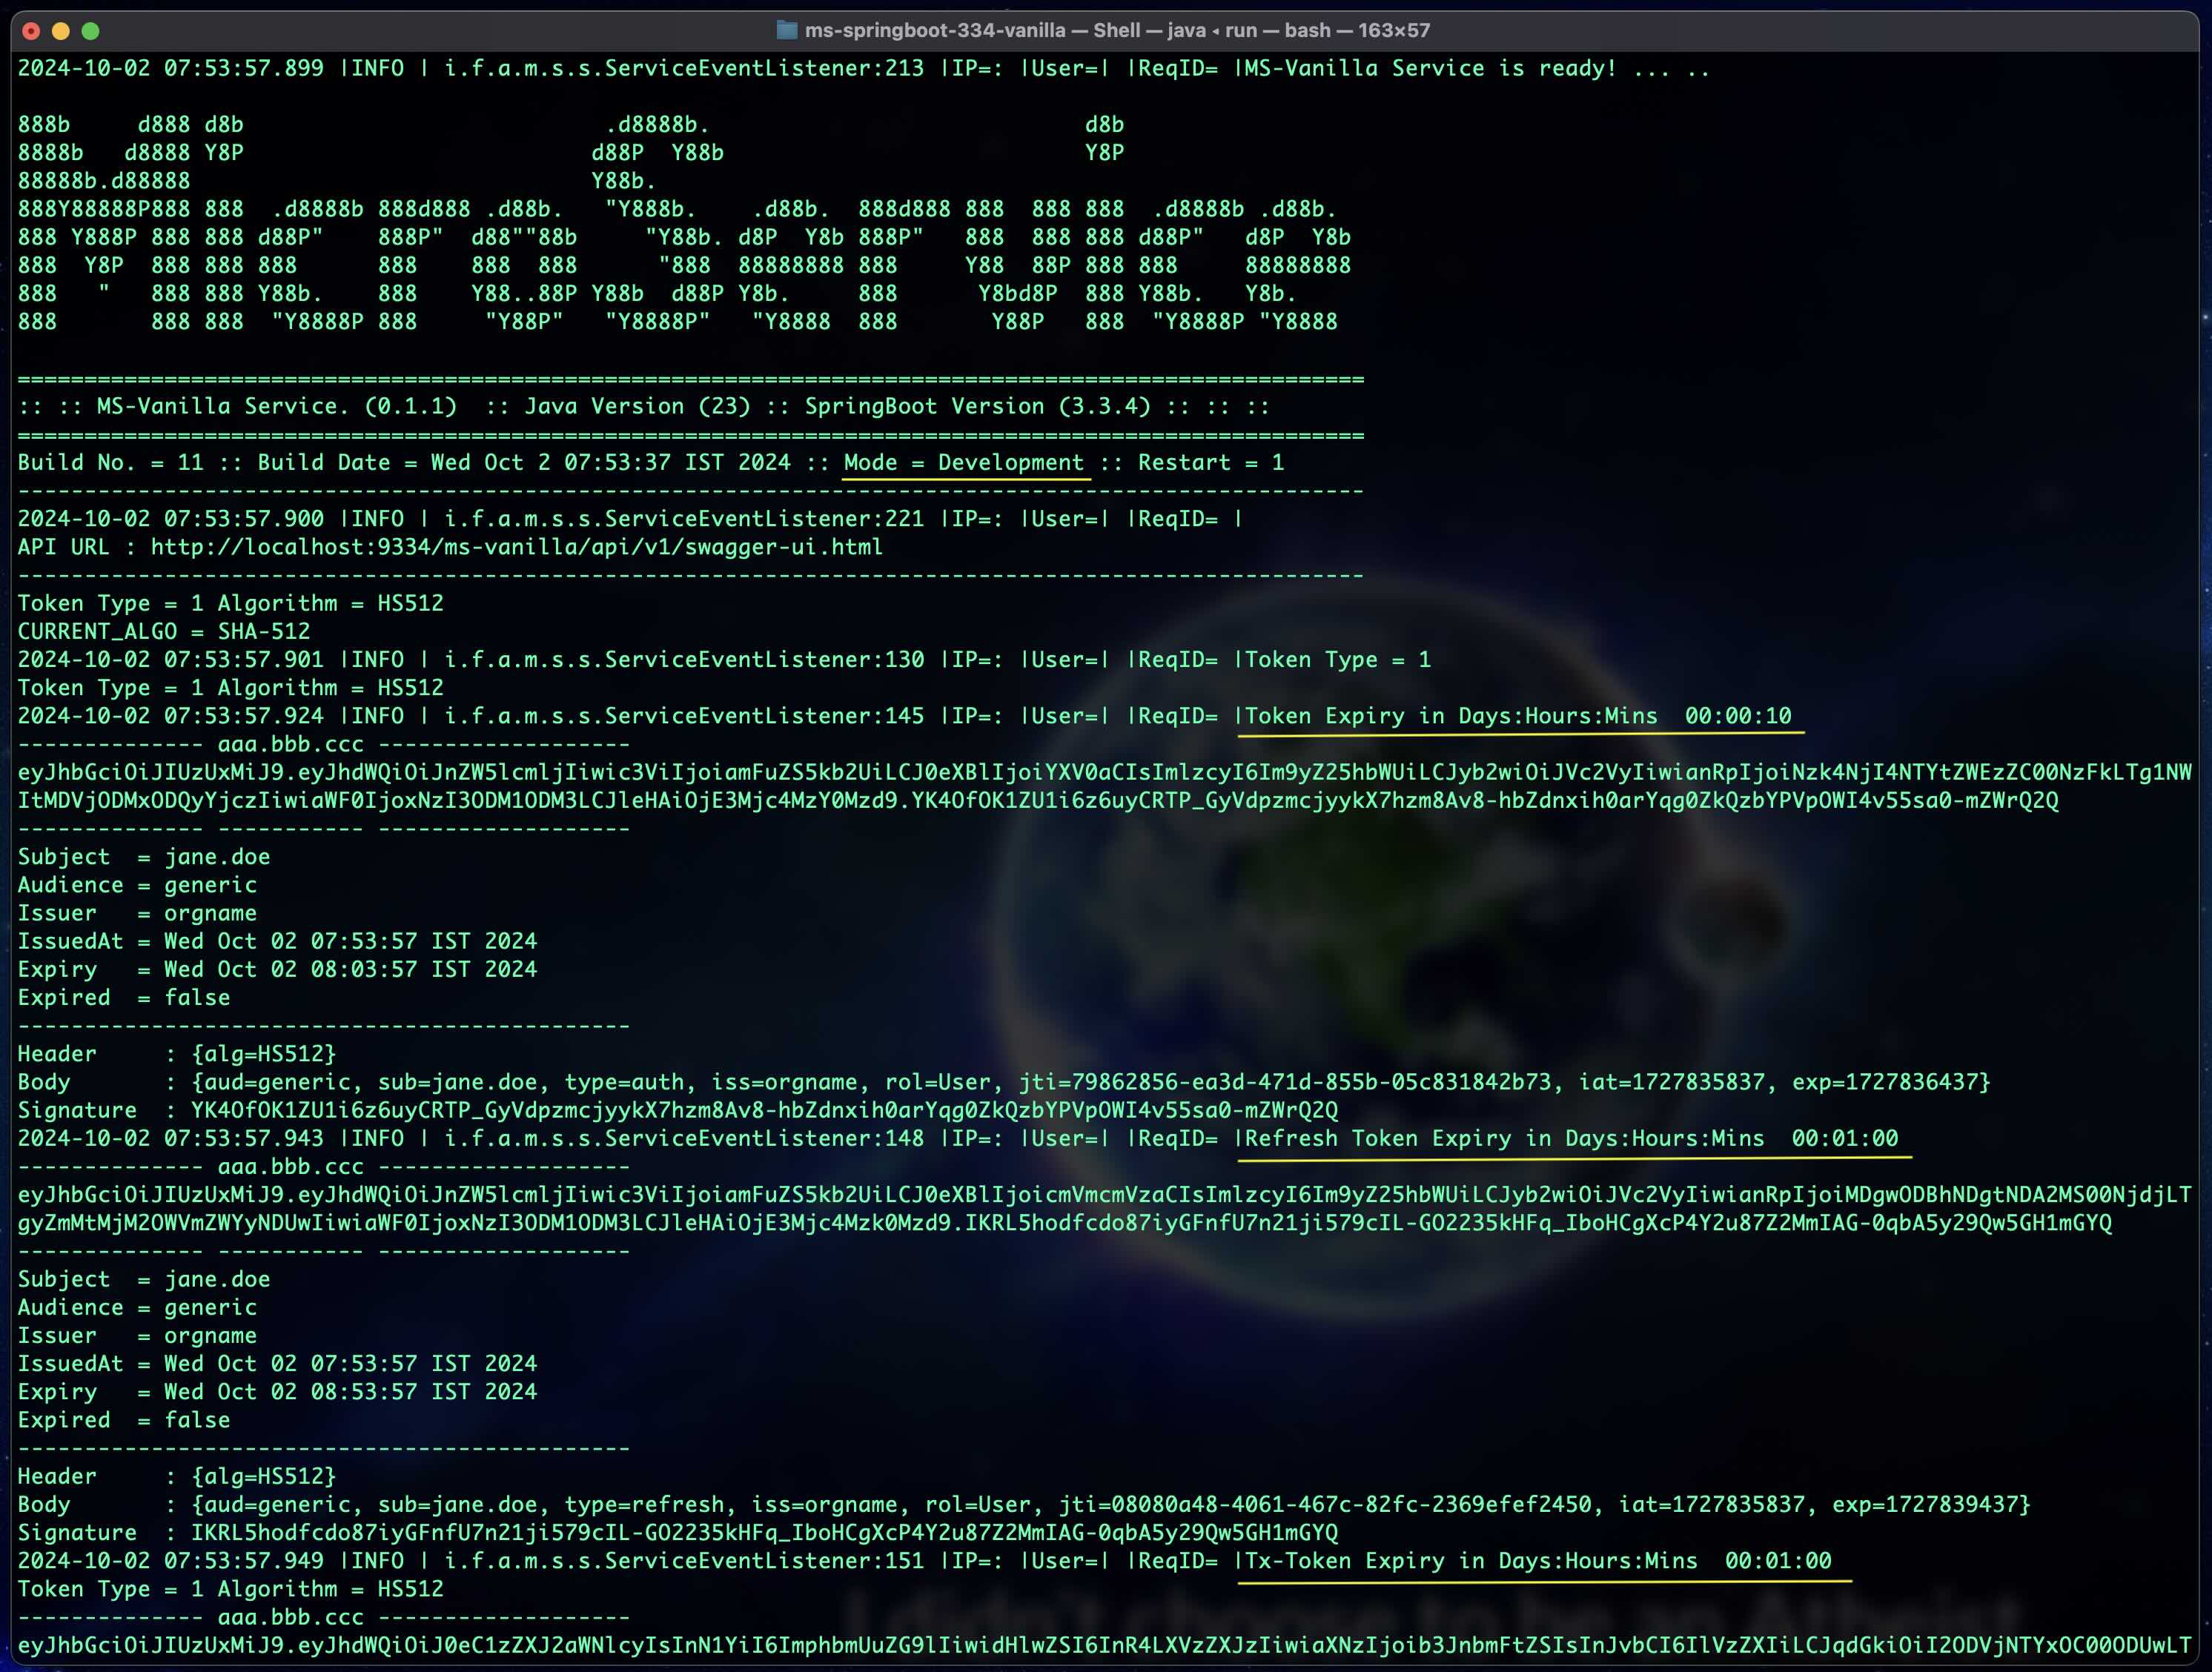 ms-springboot-334-vanilla — Shell — java ◂ run — bash — 163×57
2024-10-02 07:53:57.899 |INFO | i.f.a.m.s.s.ServiceEventListener:213 |IP=: |User=| |ReqID= |MS-Vanilla Service is ready! ... ..
888b     d888 d8b                           .d8888b.                            d8b
8888b   d8888 Y8P                          d88P  Y88b                           Y8P
88888b.d88888                              Y88b.
888Y88888P888 888  .d8888b 888d888 .d88b.   "Y888b.    .d88b.  888d888 888  888 888  .d8888b .d88b.
888 Y888P 888 888 d88P"    888P"  d88""88b     "Y88b. d8P  Y8b 888P"   888  888 888 d88P"   d8P  Y8b
888  Y8P  888 888 888      888    888  888      "888  88888888 888     Y88  88P 888 888     88888888
888   "   888 888 Y88b.    888    Y88..88P Y88b  d88P Y8b.     888      Y8bd8P  888 Y88b.   Y8b.
888       888 888  "Y8888P 888     "Y88P"   "Y8888P"   "Y8888  888       Y88P   888  "Y8888P "Y8888
=====================================================================================================
:: :: MS-Vanilla Service. (0.1.1)  :: Java Version (23) :: SpringBoot Version (3.3.4) :: :: ::
=====================================================================================================
Build No. = 11 :: Build Date = Wed Oct 2 07:53:37 IST 2024 :: Mode = Development :: Restart = 1
-----------------------------------------------------------------------------------------------------
2024-10-02 07:53:57.900 |INFO | i.f.a.m.s.s.ServiceEventListener:221 |IP=: |User=| |ReqID= |
API URL : http://localhost:9334/ms-vanilla/api/v1/swagger-ui.html
-----------------------------------------------------------------------------------------------------
Token Type = 1 Algorithm = HS512
CURRENT_ALGO = SHA-512
2024-10-02 07:53:57.901 |INFO | i.f.a.m.s.s.ServiceEventListener:130 |IP=: |User=| |ReqID= |Token Type = 1
Token Type = 1 Algorithm = HS512
2024-10-02 07:53:57.924 |INFO | i.f.a.m.s.s.ServiceEventListener:145 |IP=: |User=| |ReqID= |Token Expiry in Days:Hours:Mins  00:00:10
-------------- aaa.bbb.ccc -------------------
eyJhbGciOiJIUzUxMiJ9.eyJhdWQiOiJnZW5lcmljIiwic3ViIjoiamFuZS5kb2UiLCJ0eXBlIjoiYXV0aCIsImlzcyI6Im9yZ25hbWUiLCJyb2wiOiJVc2VyIiwianRpIjoiNzk4NjI4NTYtZWEzZC00NzFkLTg1NW
ItMDVjODMxODQyYjczIiwiaWF0IjoxNzI3ODM1ODM3LCJleHAiOjE3Mjc4MzY0Mzd9.YK4OfOK1ZU1i6z6uyCRTP_GyVdpzmcjyykX7hzm8Av8-hbZdnxih0arYqg0ZkQzbYPVpOWI4v55sa0-mZWrQ2Q
-------------- ----------- -------------------
Subject  = jane.doe
Audience = generic
Issuer   = orgname
IssuedAt = Wed Oct 02 07:53:57 IST 2024
Expiry   = Wed Oct 02 08:03:57 IST 2024
Expired  = false
----------------------------------------------
Header     : {alg=HS512}
Body       : {aud=generic, sub=jane.doe, type=auth, iss=orgname, rol=User, jti=79862856-ea3d-471d-855b-05c831842b73, iat=1727835837, exp=1727836437}
Signature  : YK4OfOK1ZU1i6z6uyCRTP_GyVdpzmcjyykX7hzm8Av8-hbZdnxih0arYqg0ZkQzbYPVpOWI4v55sa0-mZWrQ2Q
2024-10-02 07:53:57.943 |INFO | i.f.a.m.s.s.ServiceEventListener:148 |IP=: |User=| |ReqID= |Refresh Token Expiry in Days:Hours:Mins  00:01:00
-------------- aaa.bbb.ccc -------------------
eyJhbGciOiJIUzUxMiJ9.eyJhdWQiOiJnZW5lcmljIiwic3ViIjoiamFuZS5kb2UiLCJ0eXBlIjoicmVmcmVzaCIsImlzcyI6Im9yZ25hbWUiLCJyb2wiOiJVc2VyIiwianRpIjoiMDgwODBhNDgtNDA2MS00NjdjLT
gyZmMtMjM2OWVmZWYyNDUwIiwiaWF0IjoxNzI3ODM1ODM3LCJleHAiOjE3Mjc4Mzk0Mzd9.IKRL5hodfcdo87iyGFnfU7n21ji579cIL-GO2235kHFq_IboHCgXcP4Y2u87Z2MmIAG-0qbA5y29Qw5GH1mGYQ
-------------- ----------- -------------------
Subject  = jane.doe
Audience = generic
Issuer   = orgname
IssuedAt = Wed Oct 02 07:53:57 IST 2024
Expiry   = Wed Oct 02 08:53:57 IST 2024
Expired  = false
----------------------------------------------
Header     : {alg=HS512}
Body       : {aud=generic, sub=jane.doe, type=refresh, iss=orgname, rol=User, jti=08080a48-4061-467c-82fc-2369efef2450, iat=1727835837, exp=1727839437}
Signature  : IKRL5hodfcdo87iyGFnfU7n21ji579cIL-GO2235kHFq_IboHCgXcP4Y2u87Z2MmIAG-0qbA5y29Qw5GH1mGYQ
2024-10-02 07:53:57.949 |INFO | i.f.a.m.s.s.ServiceEventListener:151 |IP=: |User=| |ReqID= |Tx-Token Expiry in Days:Hours:Mins  00:01:00
Token Type = 1 Algorithm = HS512
-------------- aaa.bbb.ccc -------------------
eyJhbGciOiJIUzUxMiJ9.eyJhdWQiOiJ0eC1zZXJ2aWNlcyIsInN1YiI6ImphbmUuZG9lIiwidHlwZSI6InR4LXVzZXJzIiwiaXNzIjoib3JnbmFtZSIsInJvbCI6IlVzZXIiLCJqdGkiOiI2ODVjNTYxOC00ODUwLT
I didn't choose to be an Atheist